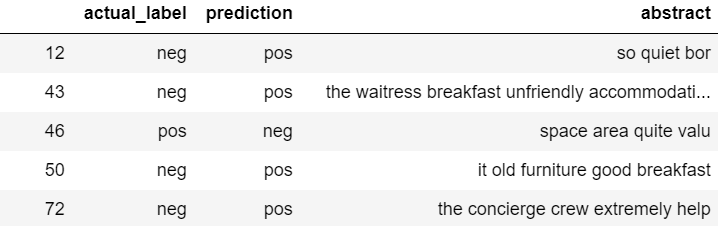 actual_label prediction abstract
12 neg pos so quiet bor
43 neg pos the waitress breakfast unfriendly accommodati...
46 pos neg space area quite valu
50 neg pos it old furniture good breakfast
72 neg pos the concierge crew extremely help